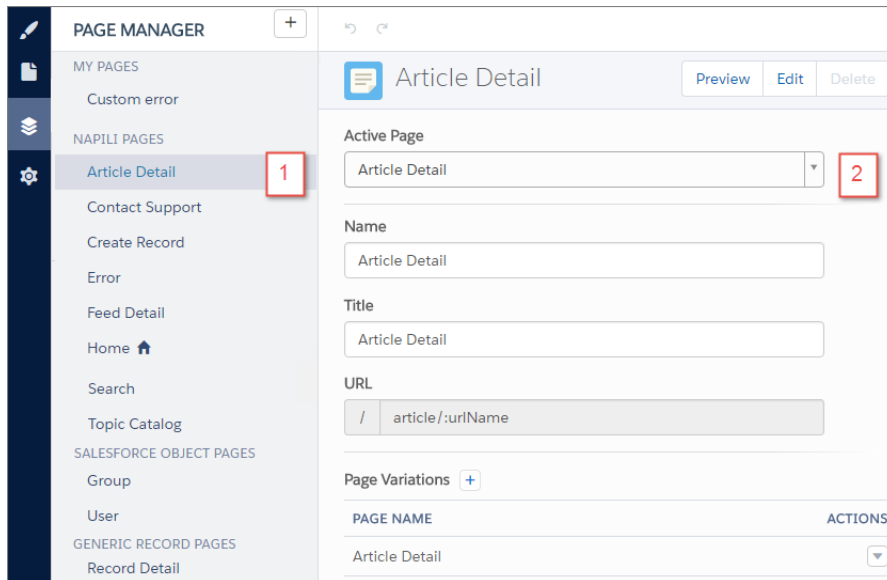 PAGE MANAGER
+
MY PAGES
Custom error
NAPILI PAGES
Article Detail
1
Contact Support
Create Record
Error
Feed Detail
Home
Search
Topic Catalog
SALESFORCE OBJECT PAGES
Group
User
GENERIC RECORD PAGES
Record Detail
Article Detail
Preview
Edit
Delete
Active Page
Article Detail
2
Name
Article Detail
Title
Article Detail
URL
/ article/:urlName
Page Variations +
PAGE NAME ACTIONS
Article Detail